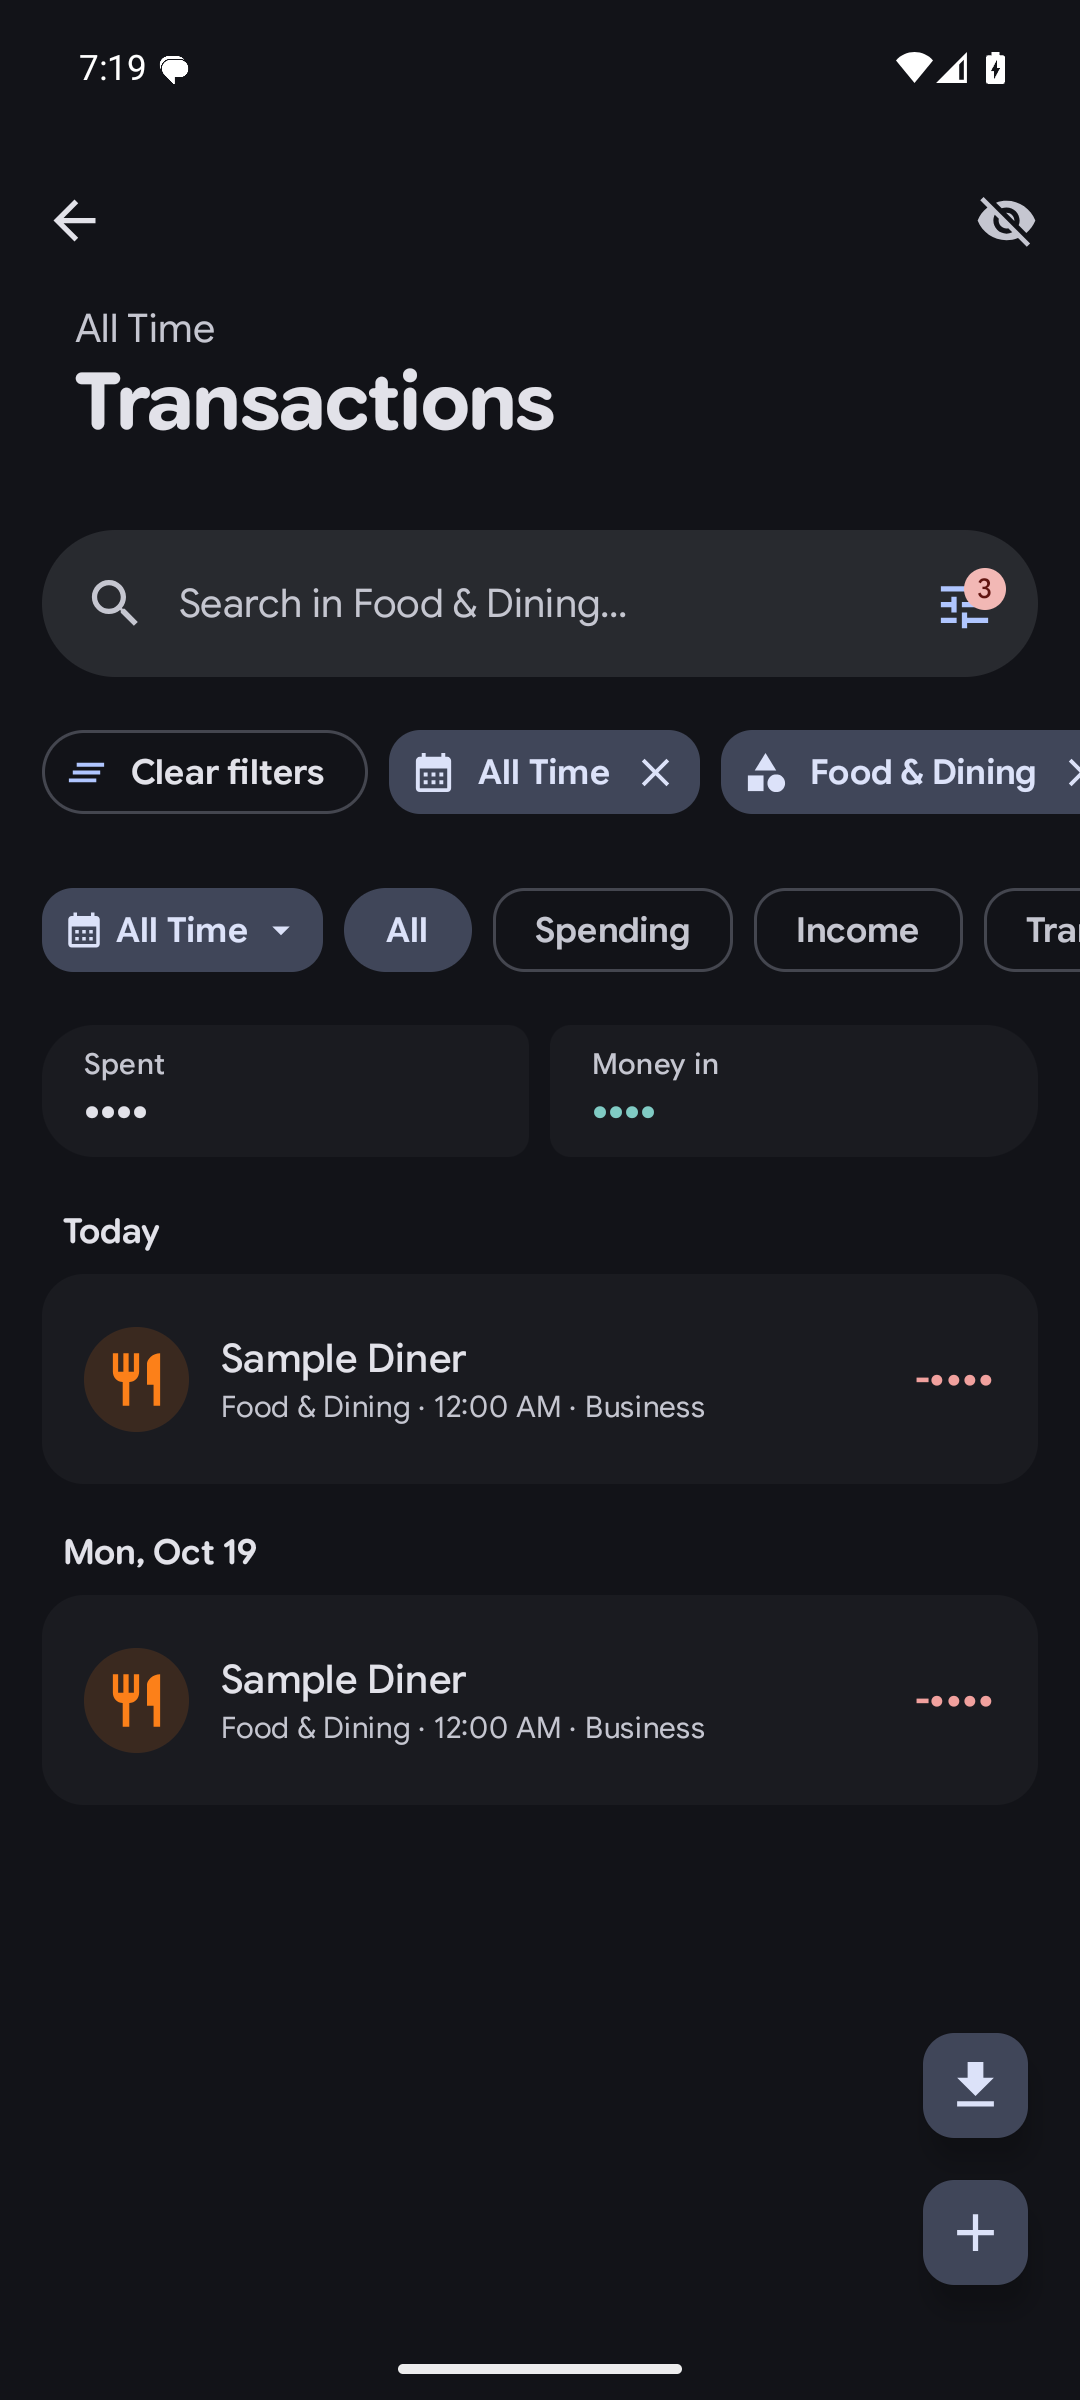 7:19
All Time
Transactions
Search in Food & Dining...
3
Clear filters
All Time
Food & Dining
All Time
All
Spending
Income
Spent
••••
Money in
••••
Today
Sample Diner
Food & Dining · 12:00 AM · Business
-••••
Mon, Oct 19
Sample Diner
Food & Dining · 12:00 AM · Business
-••••